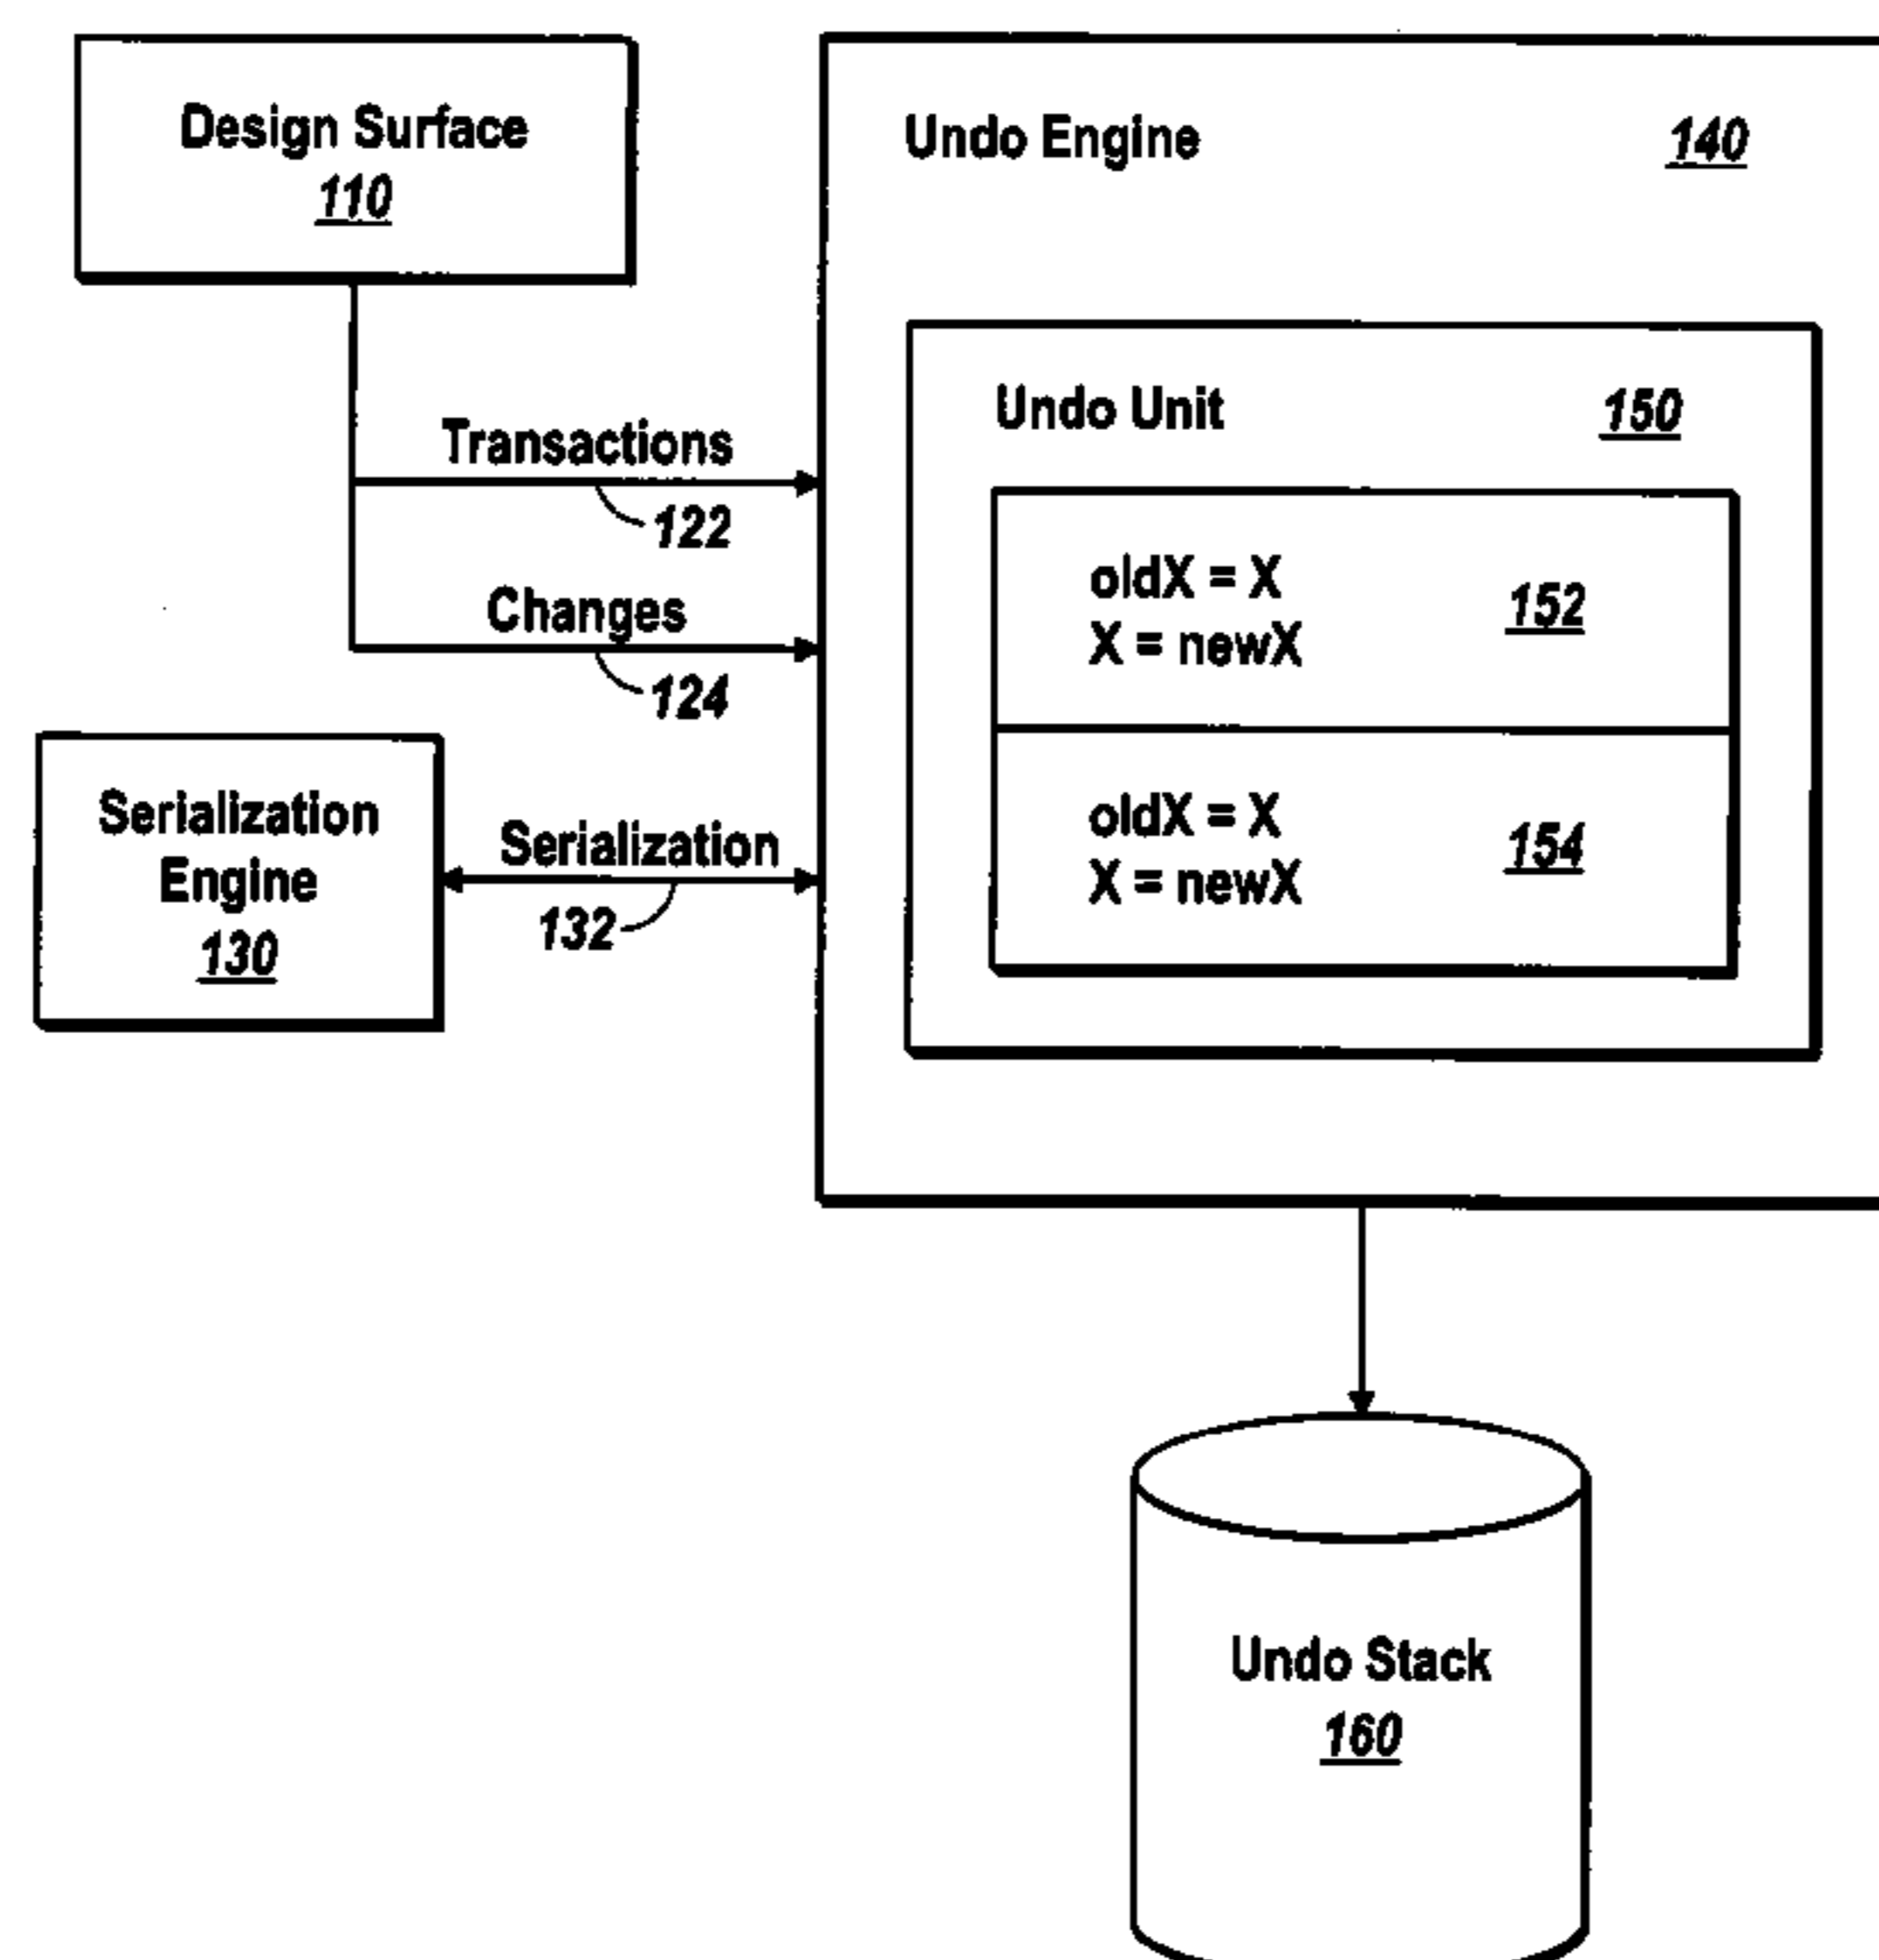 Design Surface
110
Undo Engine
140
Undo Unit
150
Transactions
122
oldX = X
X = newX
152
Changes
124
oldX = X
X = newX
154
Serialization
Engine
130
Serialization
132
Undo Stack
160